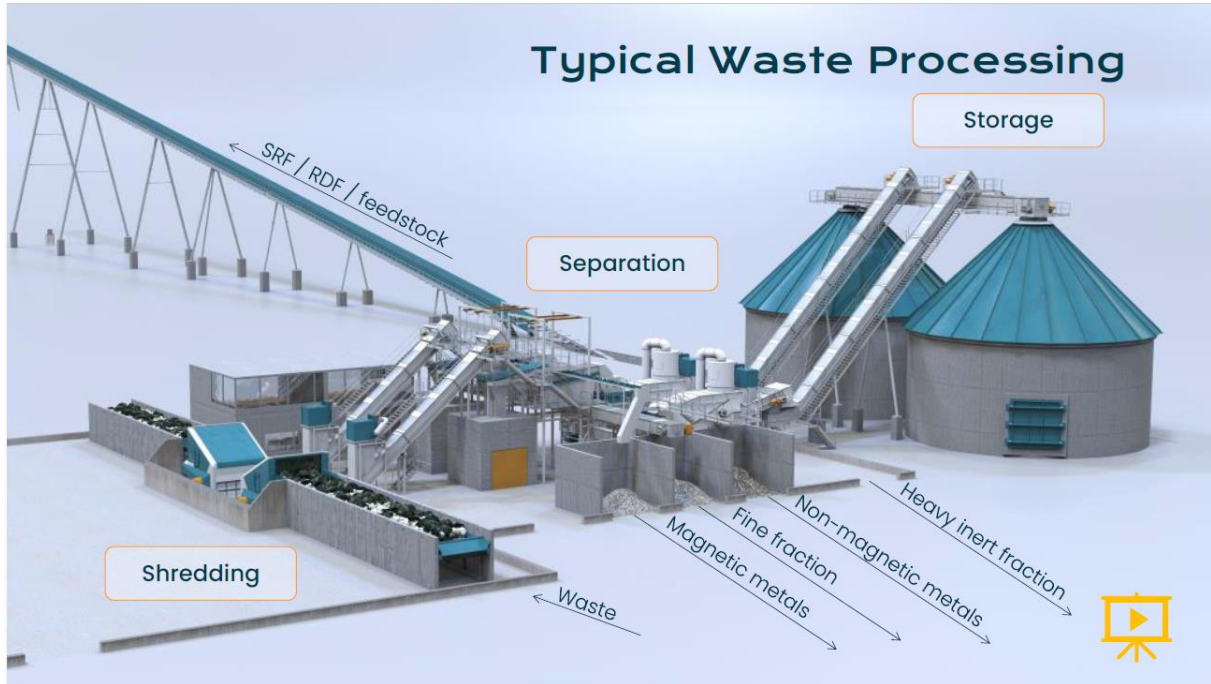 Typical Waste Processing
Storage
SRF / RDF / feedstock
Separation
Shredding
Waste
Magnetic metals
Fine fraction
Non-magnetic metals
Heavy inert fraction